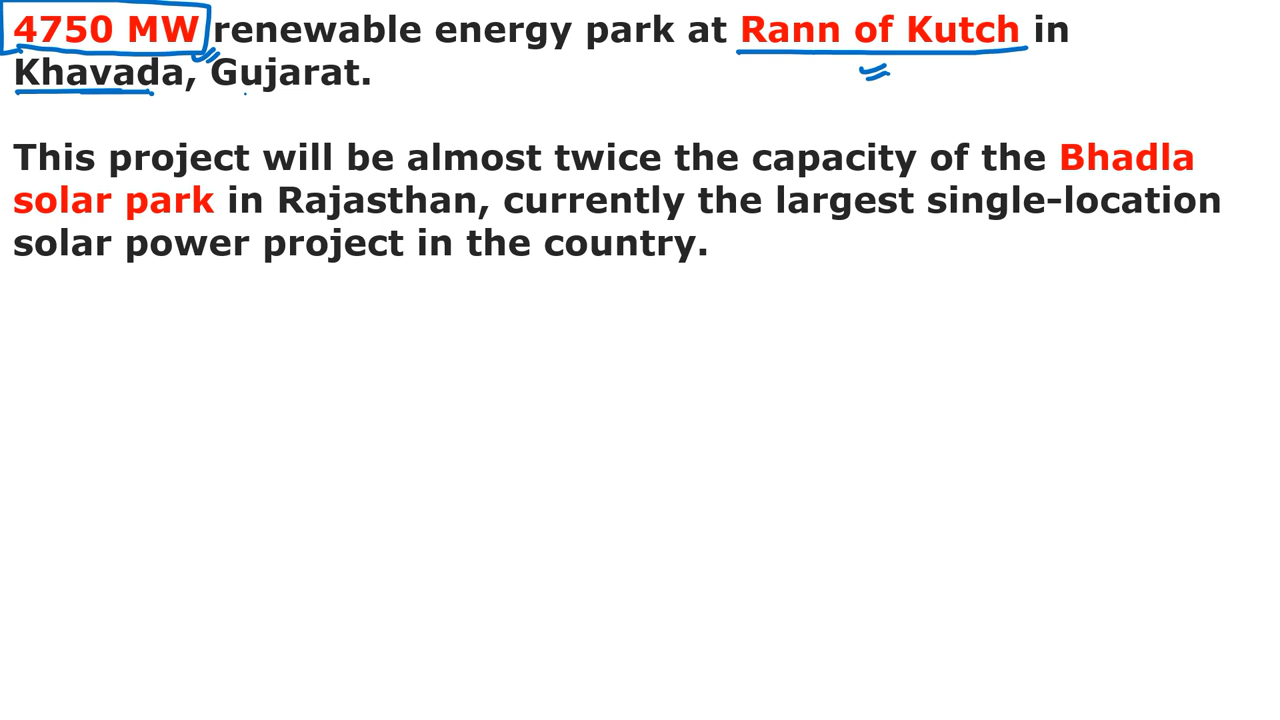 4750 MW renewable energy park at Rann of Kutch in
Khavada, Gujarat.
This project will be almost twice the capacity of the Bhadla
solar park in Rajasthan, currently the largest single-location
solar power project in the country.